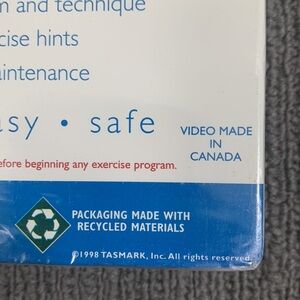 and technique
cise hints
intenance
sy • safe
VIDEO MADE
IN
CANADA
efore beginning any exercise program.
PACKAGING MADE WITH
RECYCLED MATERIALS
©1998 TASMARK, Inc. All rights reserved.